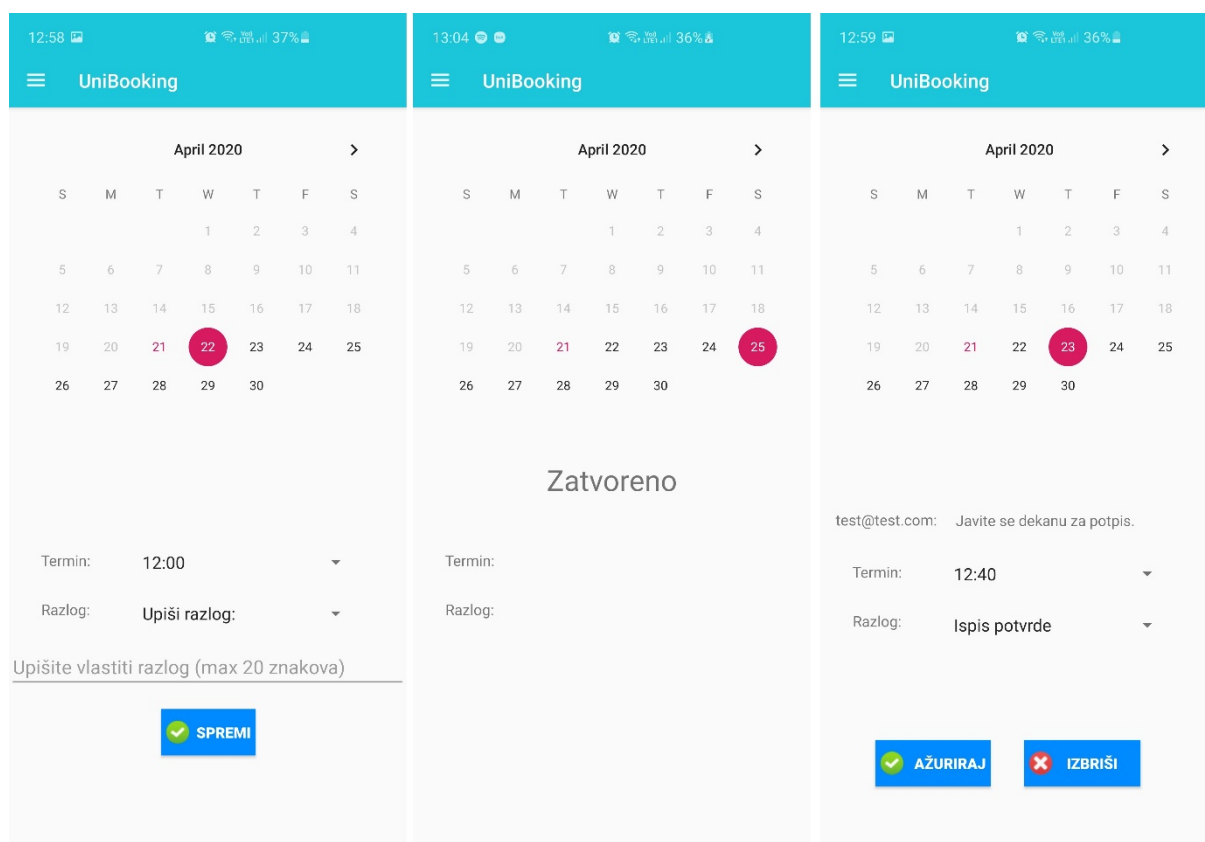 12:58 37%
UniBooking
April 2020
S M T W T F S
1 2 3 4
5 6 7 8 9 10 11
12 13 14 15 16 17 18
19 20 21 22 23 24 25
26 27 28 29 30
Termin: 12:00
Razlog: Upiši razlog:
Upišite vlastiti razlog (max 20 znakova)
SPREMI
13:04 36%
UniBooking
April 2020
S M T W T F S
1 2 3 4
5 6 7 8 9 10 11
12 13 14 15 16 17 18
19 20 21 22 23 24 25
26 27 28 29 30
Zatvoreno
Termin:
Razlog:
12:59 36%
UniBooking
April 2020
S M T W T F S
1 2 3 4
5 6 7 8 9 10 11
12 13 14 15 16 17 18
19 20 21 22 23 24 25
26 27 28 29 30
test@test.com: Javite se dekanu za potpis.
Termin: 12:40
Razlog: Ispis potvrde
AŽURIRAJ IZBRIŠI